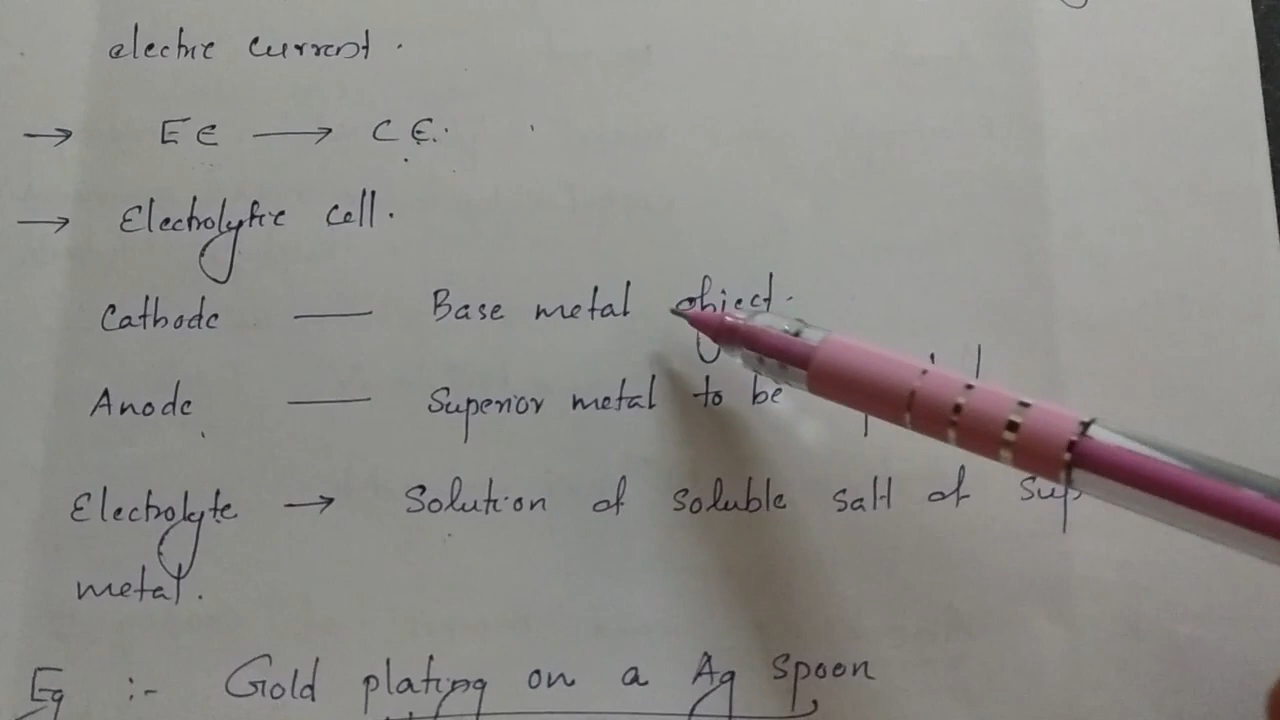 electric current.
→ EE → CE.
→ Electrolytic cell.
Cathode — Base metal object.
Anode — Superior metal to be
Electrolyte → Solution of soluble salt of
metal.
Eg :- Gold plating on a Ag spoon